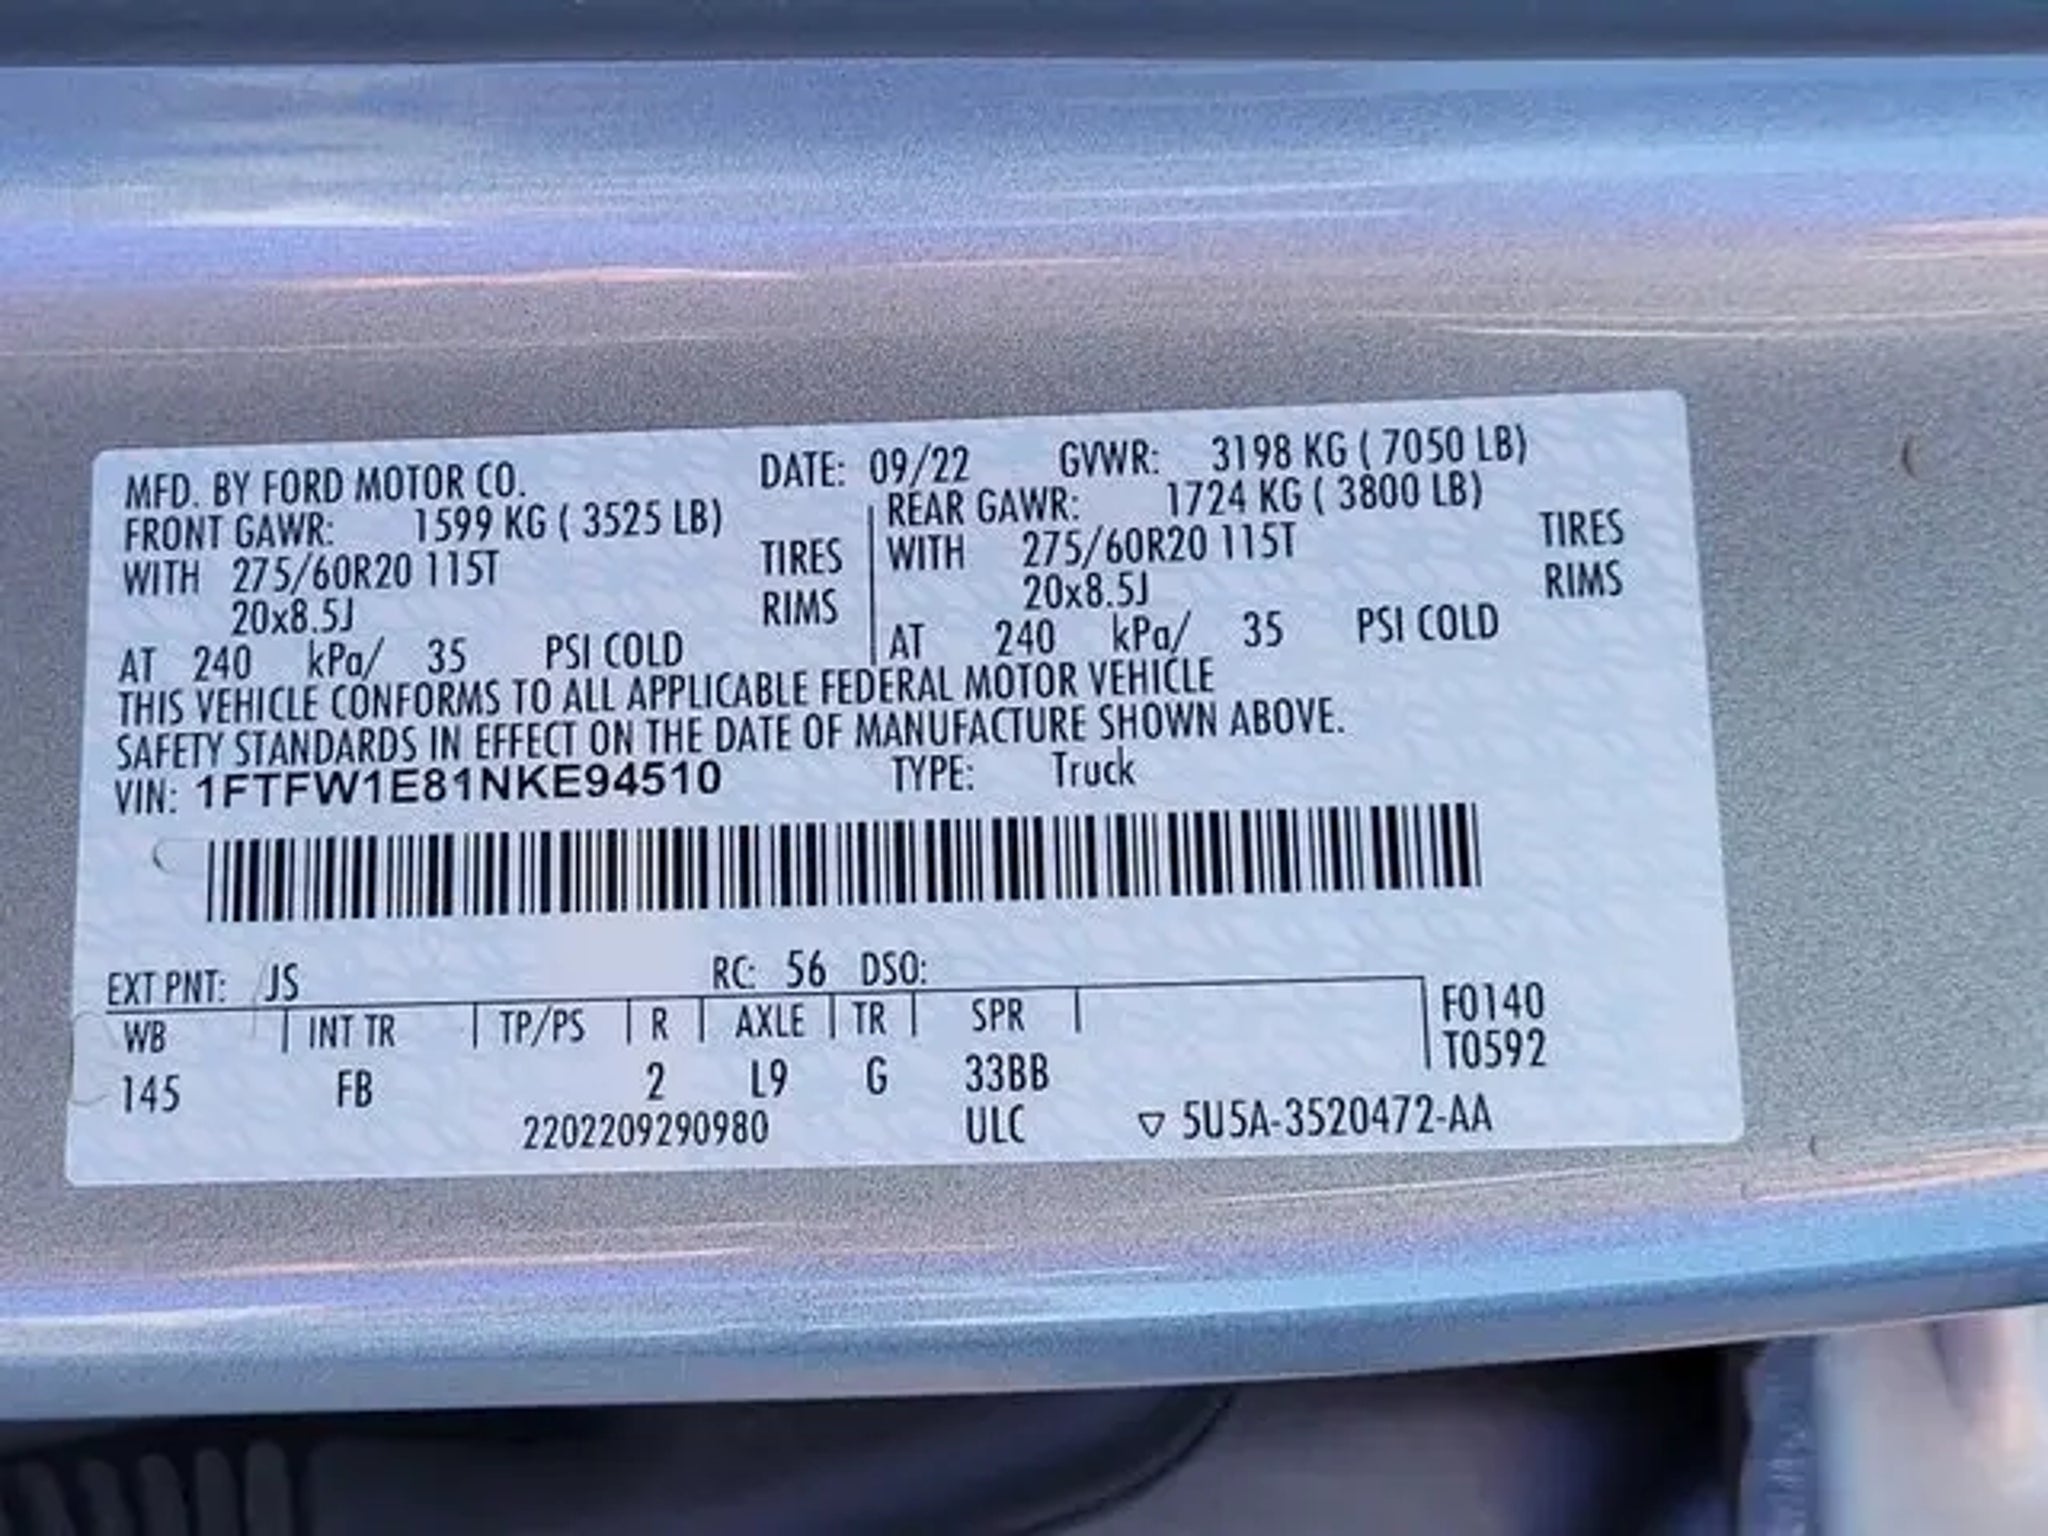 MFD. BY FORD MOTOR CO. DATE: 09/22 GVWR: 3198 KG ( 7050 LB)
FRONT GAWR: 1599 KG ( 3525 LB) REAR GAWR: 1724 KG ( 3800 LB)
WITH 275/60R20 115T TIRES WITH 275/60R20 115T TIRES
20x8.5J RIMS 20x8.5J RIMS
AT 240 kPa/ 35 PSI COLD AT 240 kPa/ 35 PSI COLD
THIS VEHICLE CONFORMS TO ALL APPLICABLE FEDERAL MOTOR VEHICLE
SAFETY STANDARDS IN EFFECT ON THE DATE OF MANUFACTURE SHOWN ABOVE.
VIN: 1FTFW1E81NKE94510 TYPE: Truck
EXT PNT: JS RC: 56 DSO:
WB INT TR TP/PS R AXLE TR SPR F0140
T0592
145 FB 2 L9 G 33BB
2202209290980 ULC ▽ 5U5A-3520472-AA